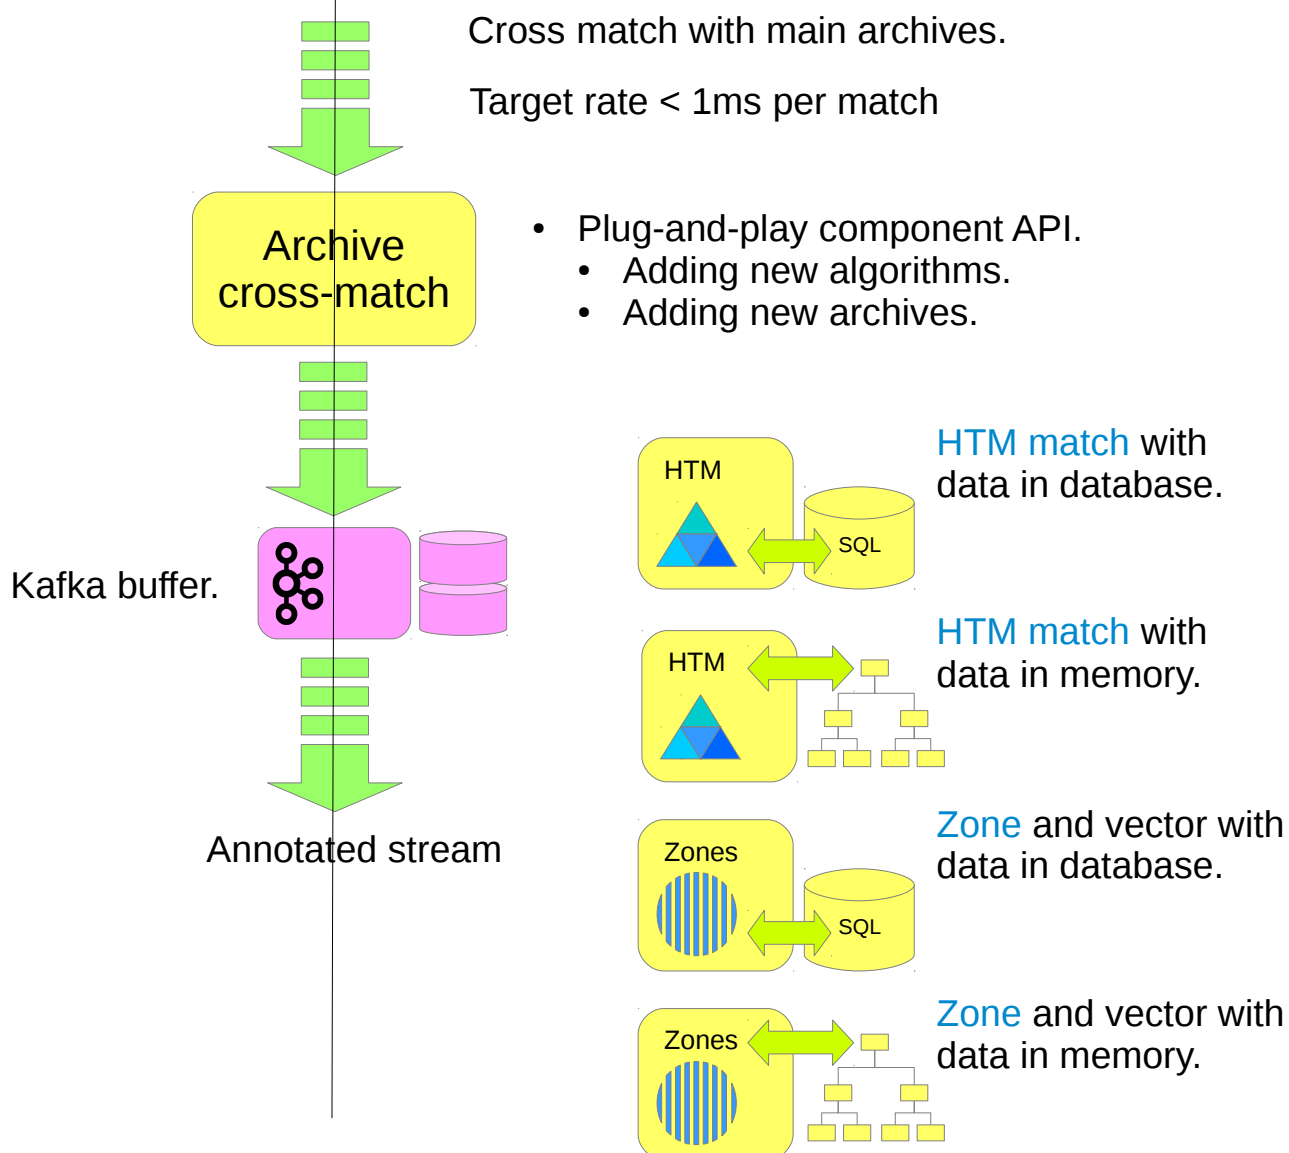 Cross match with main archives.
Target rate < 1ms per match
Archive
cross-match
• Plug-and-play component API.
• Adding new algorithms.
• Adding new archives.
HTM match with
data in database.
HTM
SQL
Kafka buffer.
HTM match with
data in memory.
HTM
Annotated stream
Zone and vector with
data in database.
Zones
SQL
Zone and vector with
data in memory.
Zones